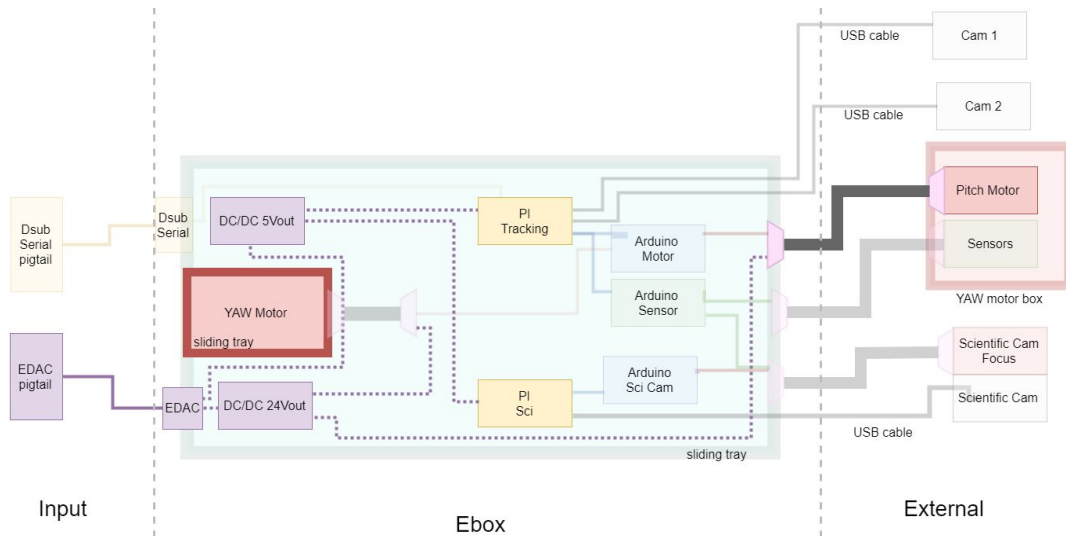 USB cable
Cam 1
USB cable
Cam 2
Dsub
Serial
pigtail
Dsub
Serial
DC/DC 5Vout
PI
Tracking
Arduino
Motor
Pitch Motor
Sensors
YAW motor box
YAW Motor
sliding tray
Arduino
Sensor
EDAC
pigtail
EDAC
DC/DC 24Vout
PI
Sci
Arduino
Sci Cam
Scientific Cam
Focus
Scientific Cam
USB cable
sliding tray
Input
Ebox
External